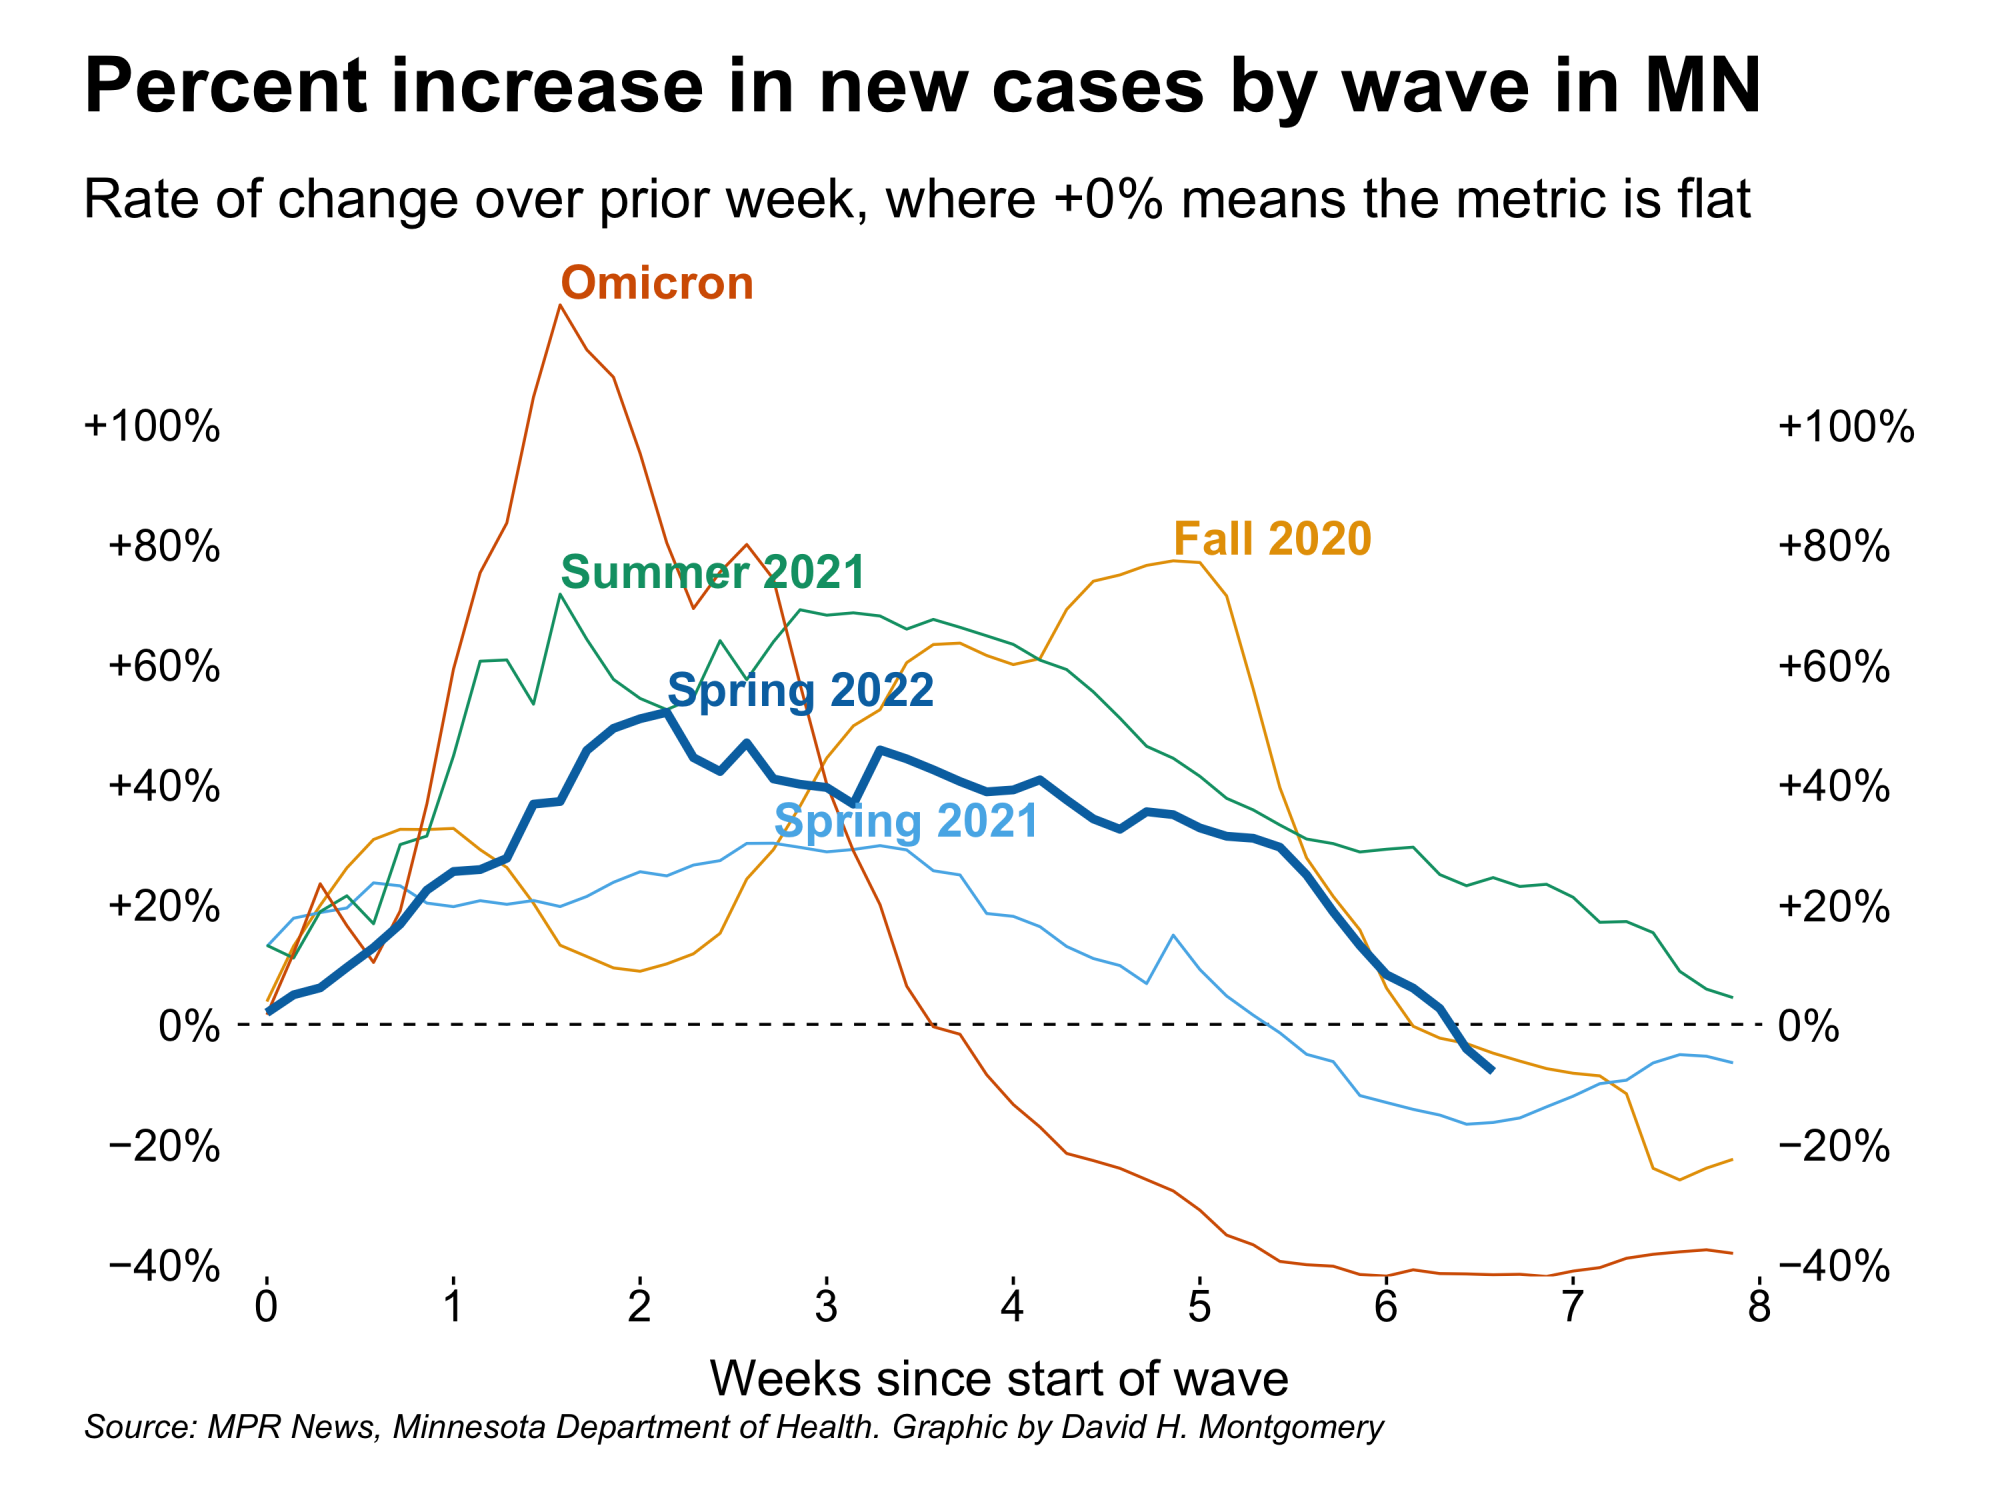 Percent increase in new cases by wave in MN
Rate of change over prior week, where +0% means the metric is flat
Omicron
+100%
+100%
Fall 2020
+80%
+80%
Summer 2021
+60%
+60%
Spring 2022
+40%
+40%
Spring 2021
+20%
+20%
0%
0%
−20%
−20%
−40%
−40%
0 1 2 3 4 5 6 7 8
Weeks since start of wave
Source: MPR News, Minnesota Department of Health. Graphic by David H. Montgomery